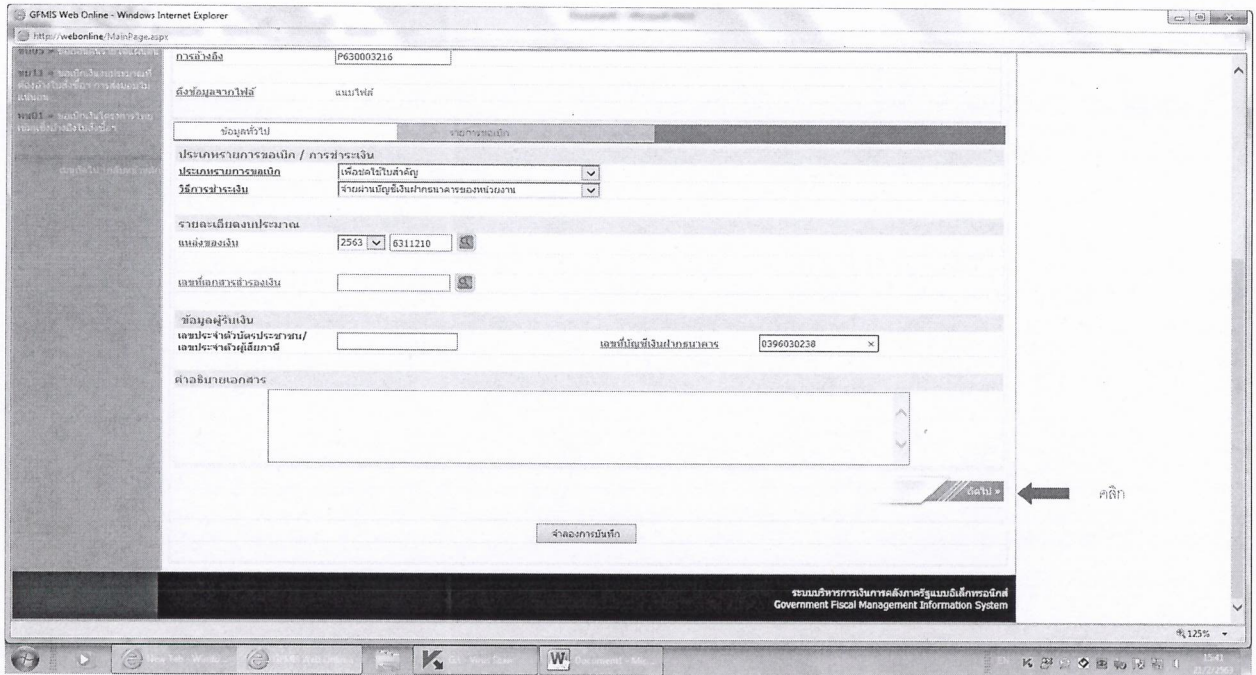 GFMIS Web Online - Windows Internet Explorer
http://webonline/MainPage.aspx
การอ้างอิง P630003216
ดึงข้อมูลจากไฟล์ แนบไฟล์
ข้อมูลทั่วไป รายการขอเบิก
ประเภทรายการขอเบิก / การชำระเงิน
ประเภทรายการขอเบิก เพื่อชดใช้ใบสำคัญ
วิธีการชำระเงิน จ่ายผ่านบัญชีเงินฝากธนาคารของหน่วยงาน
รายละเอียดงบประมาณ
แหล่งของเงิน 2563 6311210
เลขที่เอกสารสำรองเงิน
ข้อมูลผู้รับเงิน
เลขประจำตัวบัตรประชาชน/
เลขประจำตัวผู้เสียภาษี เลขที่บัญชีเงินฝากธนาคาร 0396030238 ×
คำอธิบายเอกสาร
ถัดไป » คลิก
จำลองการบันทึก
ระบบบริหารการเงินการคลังภาครัฐแบบอิเล็กทรอนิกส์
Government Fiscal Management Information System
125%
EN 15:41
21/2/2563